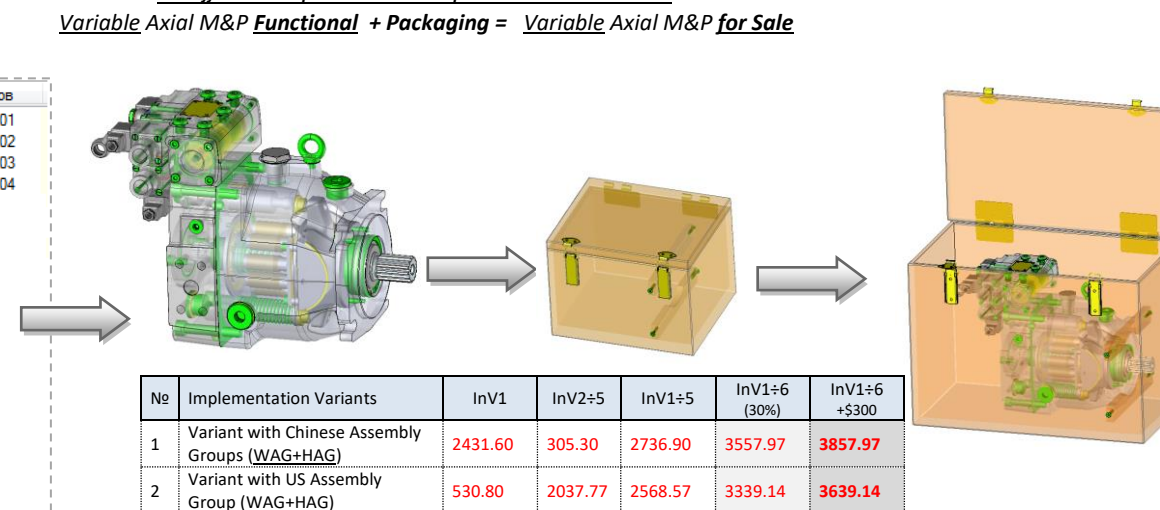 Variable Axial M&P Functional + Packaging = Variable Axial M&P for Sale
ов
01
02
03
04
№ Implementation Variants InV1 InV2÷5 InV1÷5 InV1÷6 (30%) InV1÷6 +$300
1 Variant with Chinese Assembly Groups (WAG+HAG) 2431.60 305.30 2736.90 3557.97 3857.97
2 Variant with US Assembly Group (WAG+HAG) 530.80 2037.77 2568.57 3339.14 3639.14